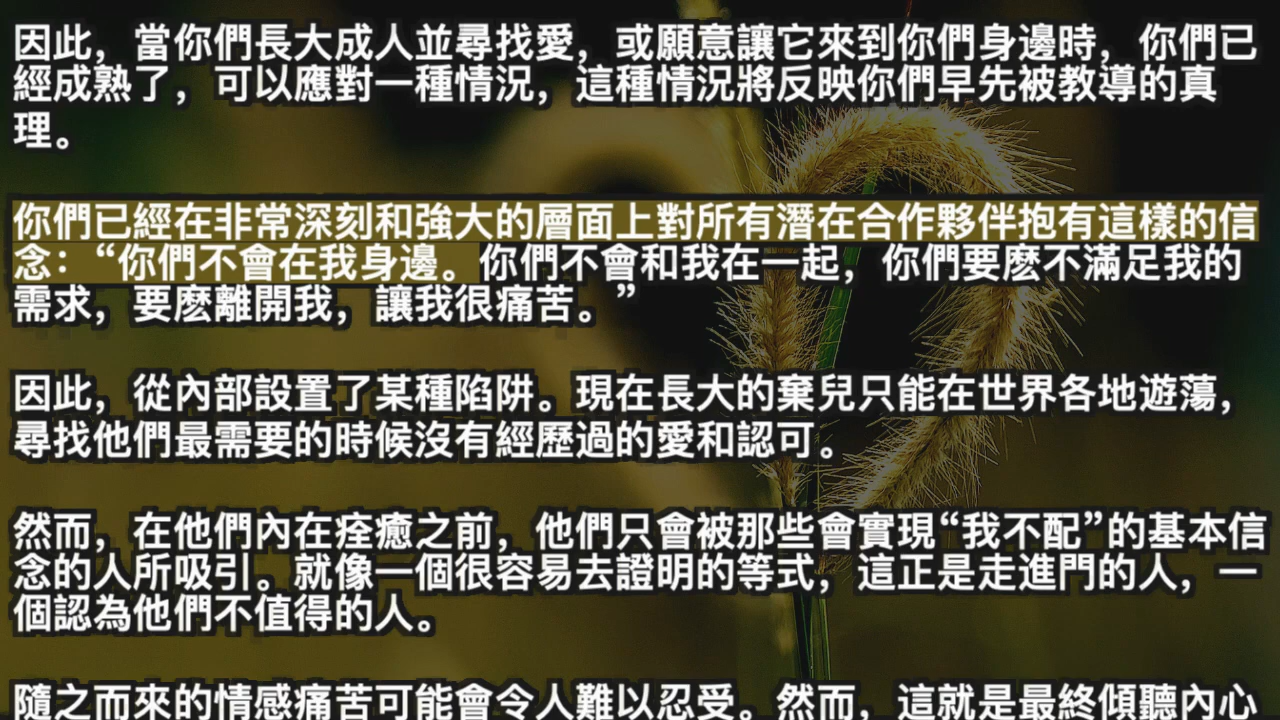 因此，當你們長大成人並尋找愛，或願意讓它來到你們身邊時，你們已
經成熟了，可以應對一種情況，這種情況將反映你們早先被教導的真
理。
你們已經在非常深刻和強大的層面上對所有潛在合作夥伴抱有這樣的信
念：“你們不會在我身邊。你們不會和我在一起，你們要麽不滿足我的
需求，要麽離開我，讓我很痛苦。”
因此，從內部設置了某種陷阱。現在長大的棄兒只能在世界各地遊蕩，
尋找他們最需要的時候沒有經歷過的愛和認可。
然而，在他們內在痊癒之前，他們只會被那些會實現“我不配”的基本信
念的人所吸引。就像一個很容易去證明的等式，這正是走進門的人，一
個認為他們不值得的人。
隨之而來的情感痛苦可能會令人難以忍受。然而，這就是最終傾聽內心